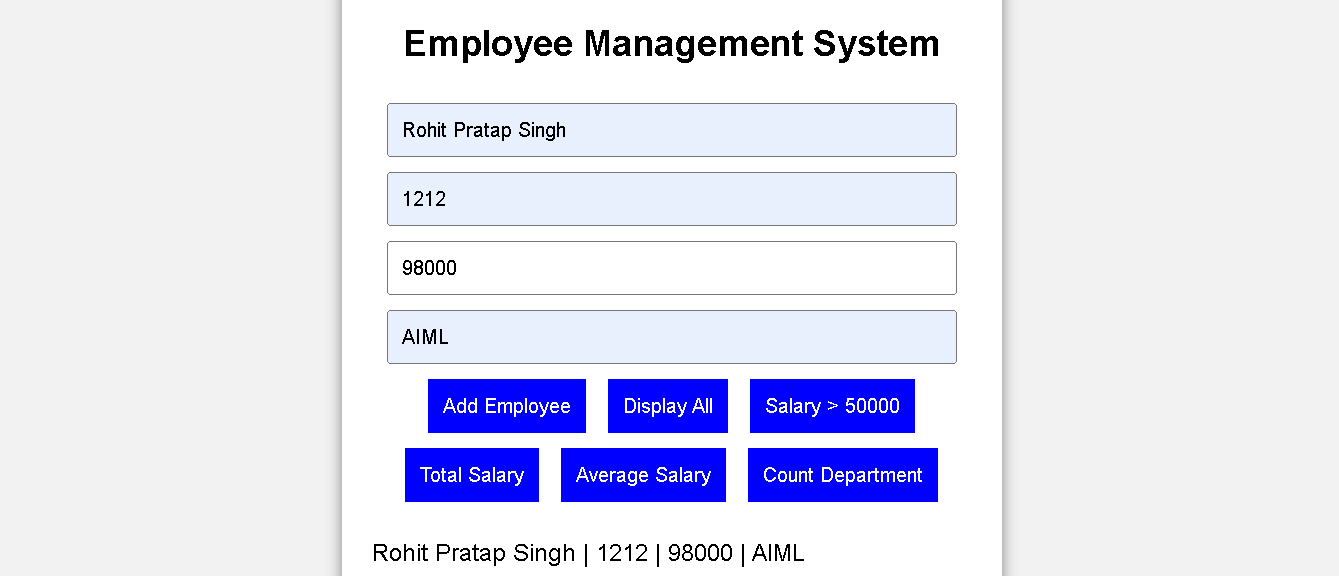 Employee Management System
Rohit Pratap Singh
1212
98000
AIML
Add Employee Display All Salary > 50000
Total Salary Average Salary Count Department
Rohit Pratap Singh | 1212 | 98000 | AIML